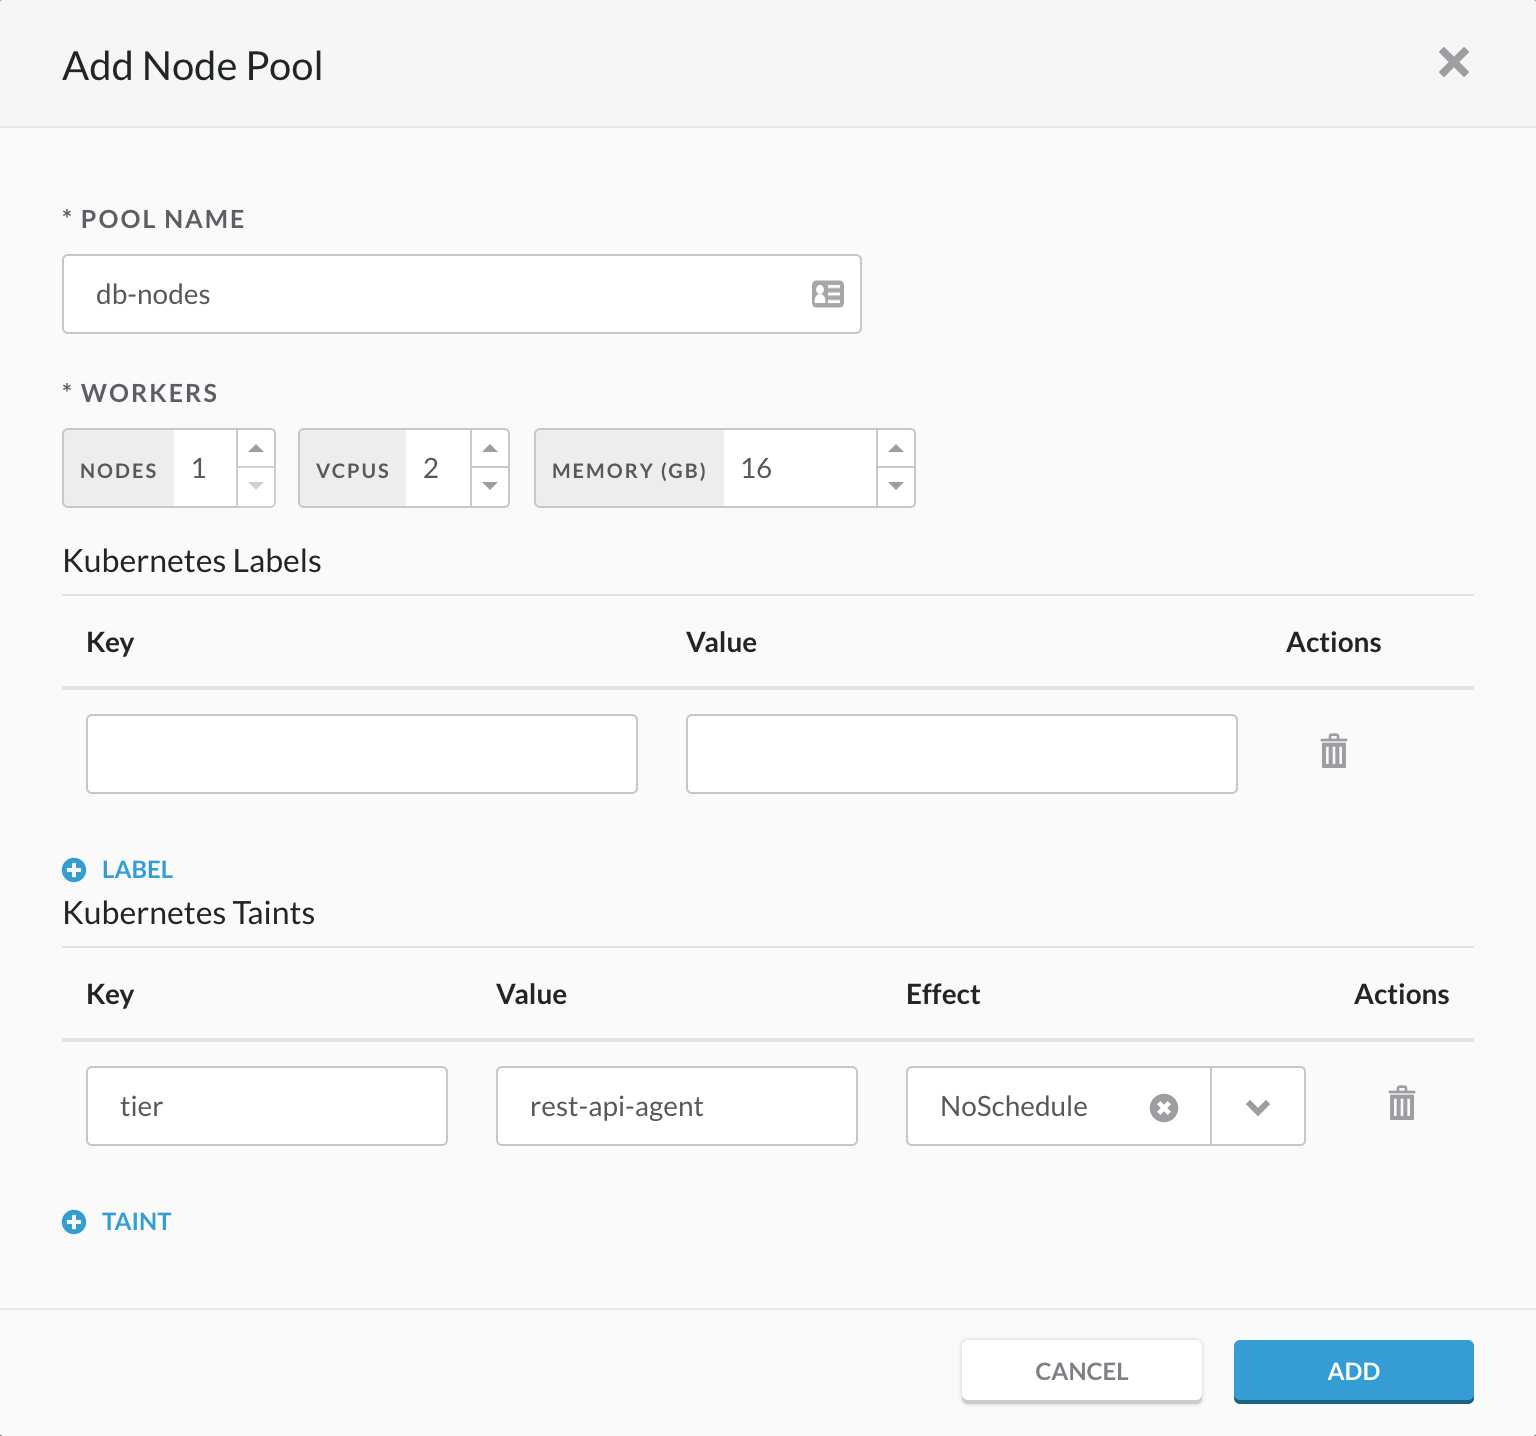 Add Node Pool
* POOL NAME
db-nodes
* WORKERS
NODES 1 VCPUS 2 MEMORY (GB) 16
Kubernetes Labels
Key Value Actions
LABEL
Kubernetes Taints
Key Value Effect Actions
tier rest-api-agent NoSchedule
TAINT
CANCEL ADD